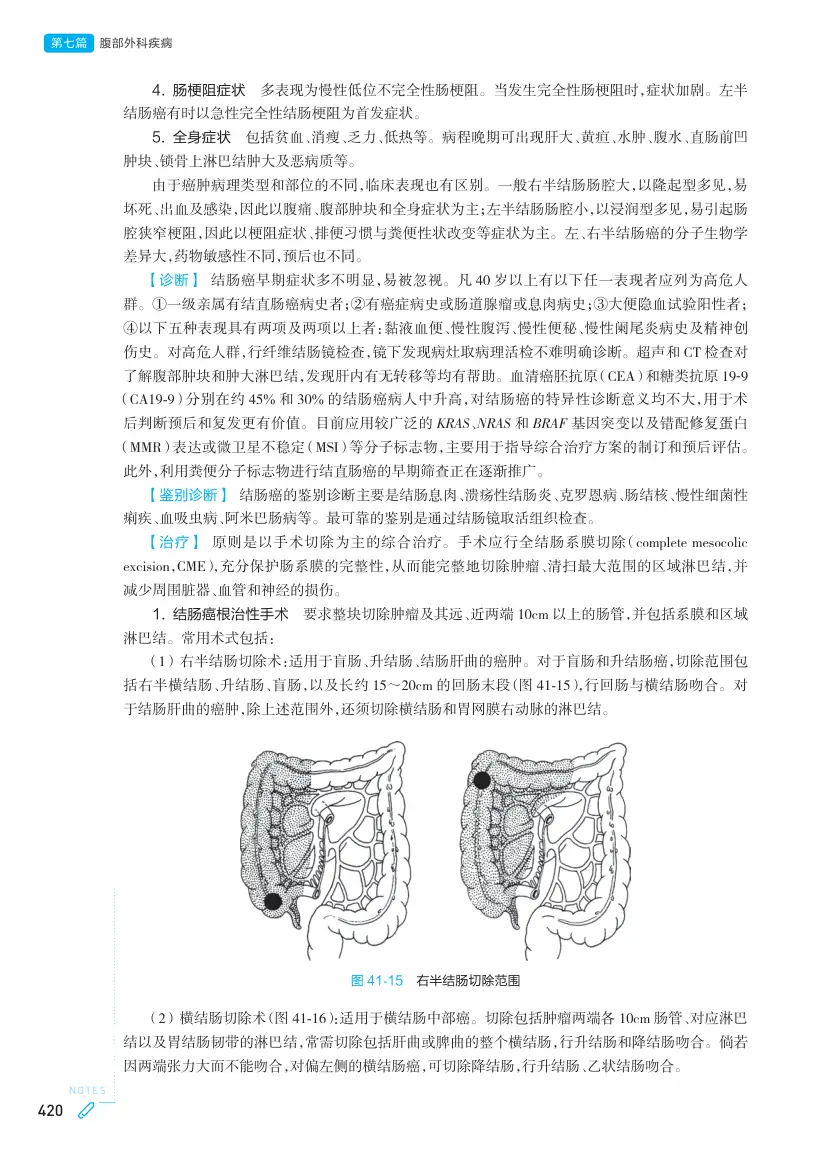 第七篇 腹部外科疾病
4. 肠梗阻症状 多表现为慢性低位不完全性肠梗阻。当发生完全性肠梗阻时,症状加剧。左半
结肠癌有时以急性完全性结肠梗阻为首发症状。
5. 全身症状 包括贫血、消瘦、乏力、低热等。病程晚期可出现肝大、黄疸、水肿、腹水、直肠前凹
肿块、锁骨上淋巴结肿大及恶病质等。
由于癌肿病理类型和部位的不同,临床表现也有区别。一般右半结肠肠腔大,以隆起型多见,易
坏死、出血及感染,因此以腹痛、腹部肿块和全身症状为主;左半结肠肠腔小,以浸润型多见,易引起肠
腔狭窄梗阻,因此以梗阻症状、排便习惯与粪便性状改变等症状为主。左、右半结肠癌的分子生物学
差异大,药物敏感性不同,预后也不同。
【诊断】 结肠癌早期症状多不明显,易被忽视。凡 40 岁以上有以下任一表现者应列为高危人
群。①一级亲属有结直肠癌病史者;②有癌症病史或肠道腺瘤或息肉病史;③大便隐血试验阳性者;
④以下五种表现具有两项及两项以上者:黏液血便、慢性腹泻、慢性便秘、慢性阑尾炎病史及精神创
伤史。对高危人群,行纤维结肠镜检查,镜下发现病灶取病理活检不难明确诊断。超声和 CT 检查对
了解腹部肿块和肿大淋巴结,发现肝内有无转移等均有帮助。血清癌胚抗原(CEA)和糖类抗原 19-9
(CA19-9)分别在约 45% 和 30% 的结肠癌病人中升高,对结肠癌的特异性诊断意义均不大,用于术
后判断预后和复发更有价值。目前应用较广泛的 KRAS、NRAS 和 BRAF 基因突变以及错配修复蛋白
(MMR)表达或微卫星不稳定(MSI)等分子标志物,主要用于指导综合治疗方案的制订和预后评估。
此外,利用粪便分子标志物进行结直肠癌的早期筛查正在逐渐推广。
【鉴别诊断】 结肠癌的鉴别诊断主要是结肠息肉、溃疡性结肠炎、克罗恩病、肠结核、慢性细菌性
痢疾、血吸虫病、阿米巴肠病等。最可靠的鉴别是通过结肠镜取活组织检查。
【治疗】 原则是以手术切除为主的综合治疗。手术应行全结肠系膜切除(complete mesocolic
excision,CME),充分保护肠系膜的完整性,从而能完整地切除肿瘤、清扫最大范围的区域淋巴结,并
减少周围脏器、血管和神经的损伤。
1. 结肠癌根治性手术 要求整块切除肿瘤及其远、近两端 10cm 以上的肠管,并包括系膜和区域
淋巴结。常用术式包括:
(1)右半结肠切除术:适用于盲肠、升结肠、结肠肝曲的癌肿。对于盲肠和升结肠癌,切除范围包
括右半横结肠、升结肠、盲肠,以及长约 15～20cm 的回肠末段(图 41-15),行回肠与横结肠吻合。对
于结肠肝曲的癌肿,除上述范围外,还须切除横结肠和胃网膜右动脉的淋巴结。
图 41-15 右半结肠切除范围
(2)横结肠切除术(图 41-16):适用于横结肠中部癌。切除包括肿瘤两端各 10cm 肠管、对应淋巴
结以及胃结肠韧带的淋巴结,常需切除包括肝曲或脾曲的整个横结肠,行升结肠和降结肠吻合。倘若
因两端张力大而不能吻合,对偏左侧的横结肠癌,可切除降结肠,行升结肠、乙状结肠吻合。
NOTES
420